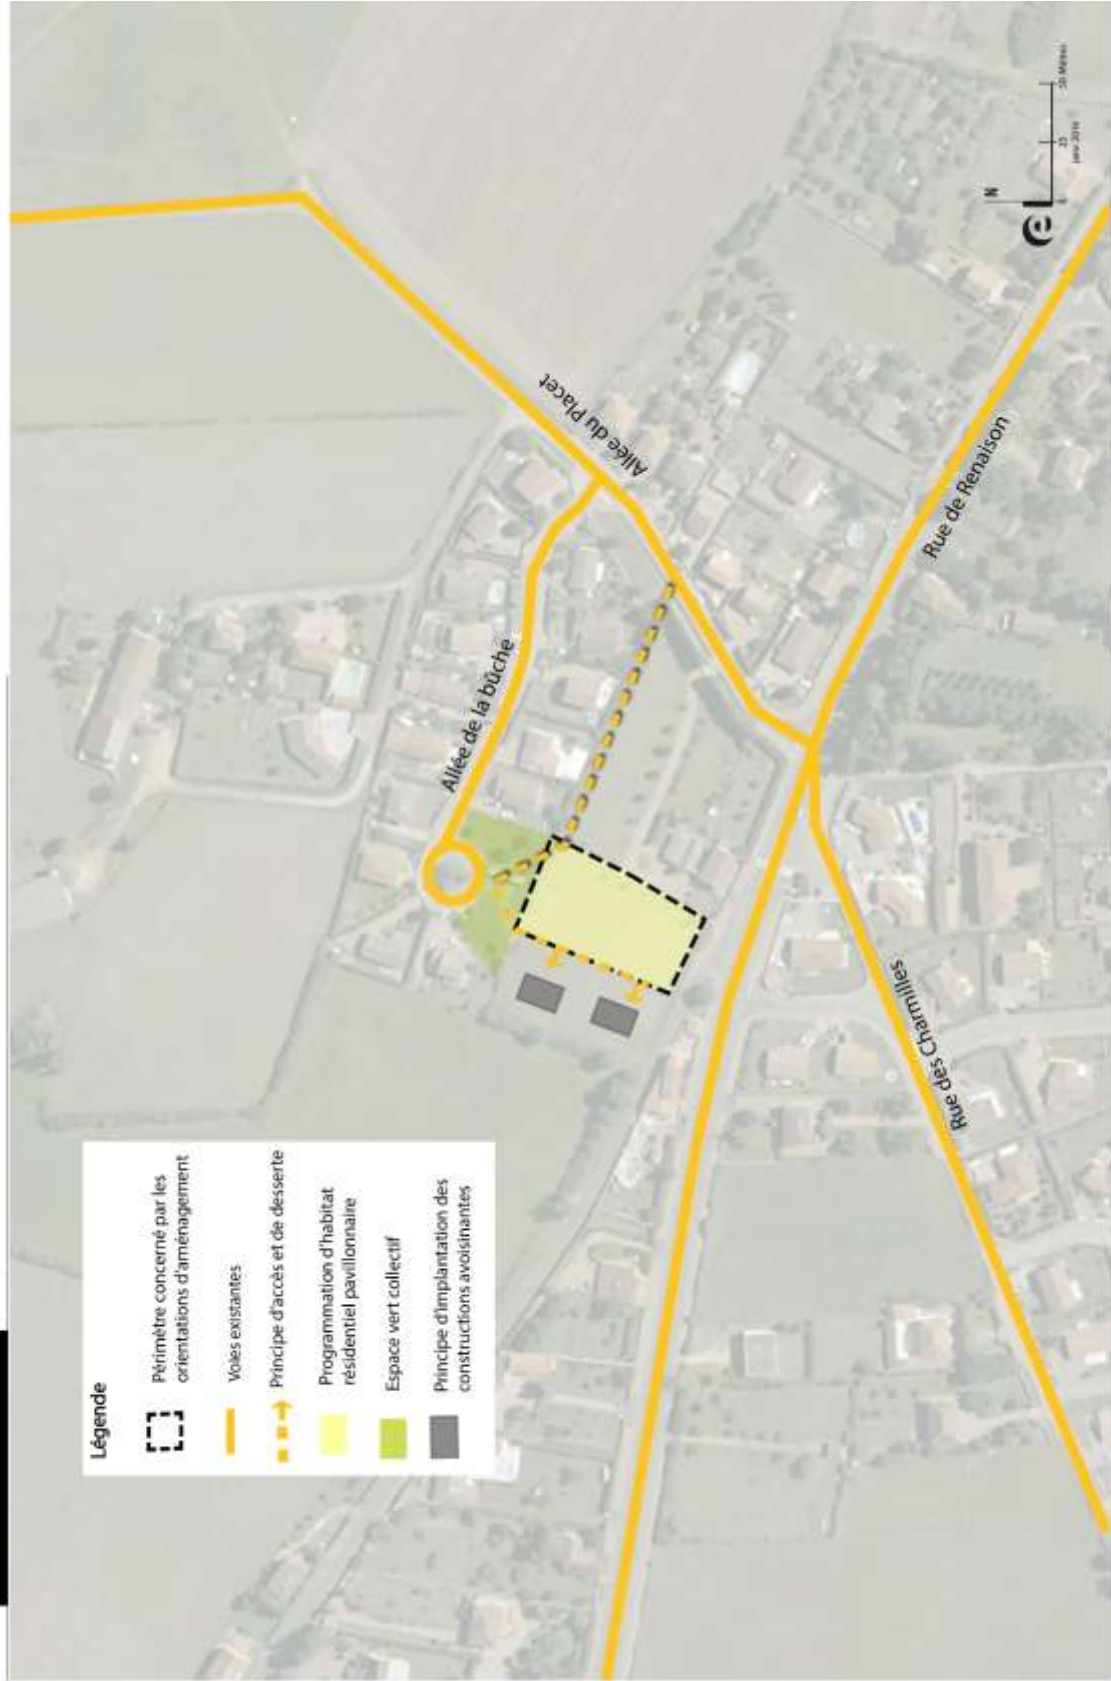 Légende
Périmètre concerné par les
orientations d'aménagement
Voies existantes
Principe d'accès et de desserte
Programmation d'habitat
résidentiel pavillonnaire
Espace vert collectif
Principe d'implantation des
constructions avoisinantes
Allée de la bûche
Allée du Placet
Rue de Renaison
Rue des Charmilles
N
0 25 50 Mètres